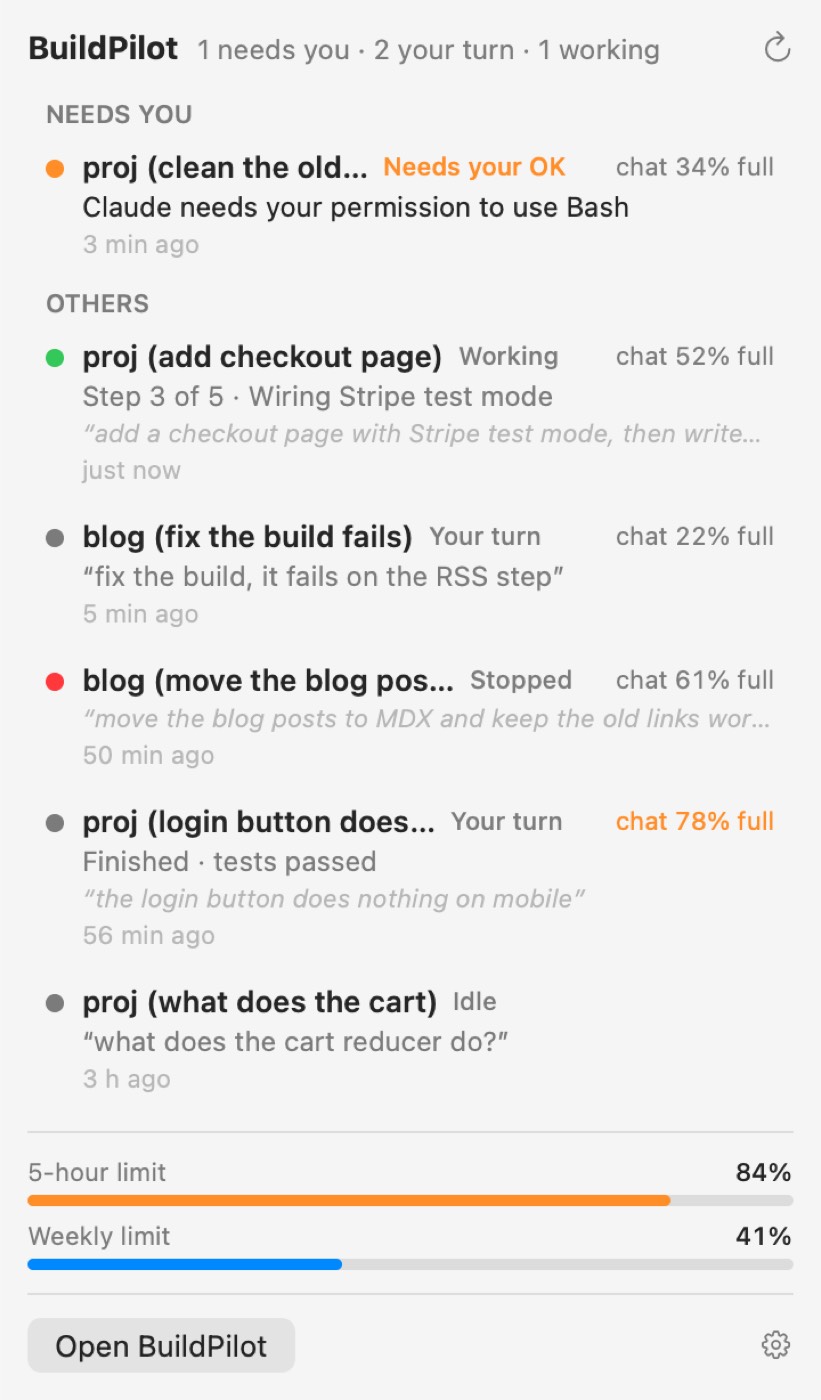 BuildPilot 1 needs you · 2 your turn · 1 working
NEEDS YOU
proj (clean the old... Needs your OK chat 34% full
Claude needs your permission to use Bash
3 min ago
OTHERS
proj (add checkout page) Working chat 52% full
Step 3 of 5 · Wiring Stripe test mode
“add a checkout page with Stripe test mode, then write...
just now
blog (fix the build fails) Your turn chat 22% full
“fix the build, it fails on the RSS step”
5 min ago
blog (move the blog pos... Stopped chat 61% full
“move the blog posts to MDX and keep the old links wor...
50 min ago
proj (login button does... Your turn chat 78% full
Finished · tests passed
“the login button does nothing on mobile”
56 min ago
proj (what does the cart) Idle
“what does the cart reducer do?”
3 h ago
5-hour limit 84%
Weekly limit 41%
Open BuildPilot